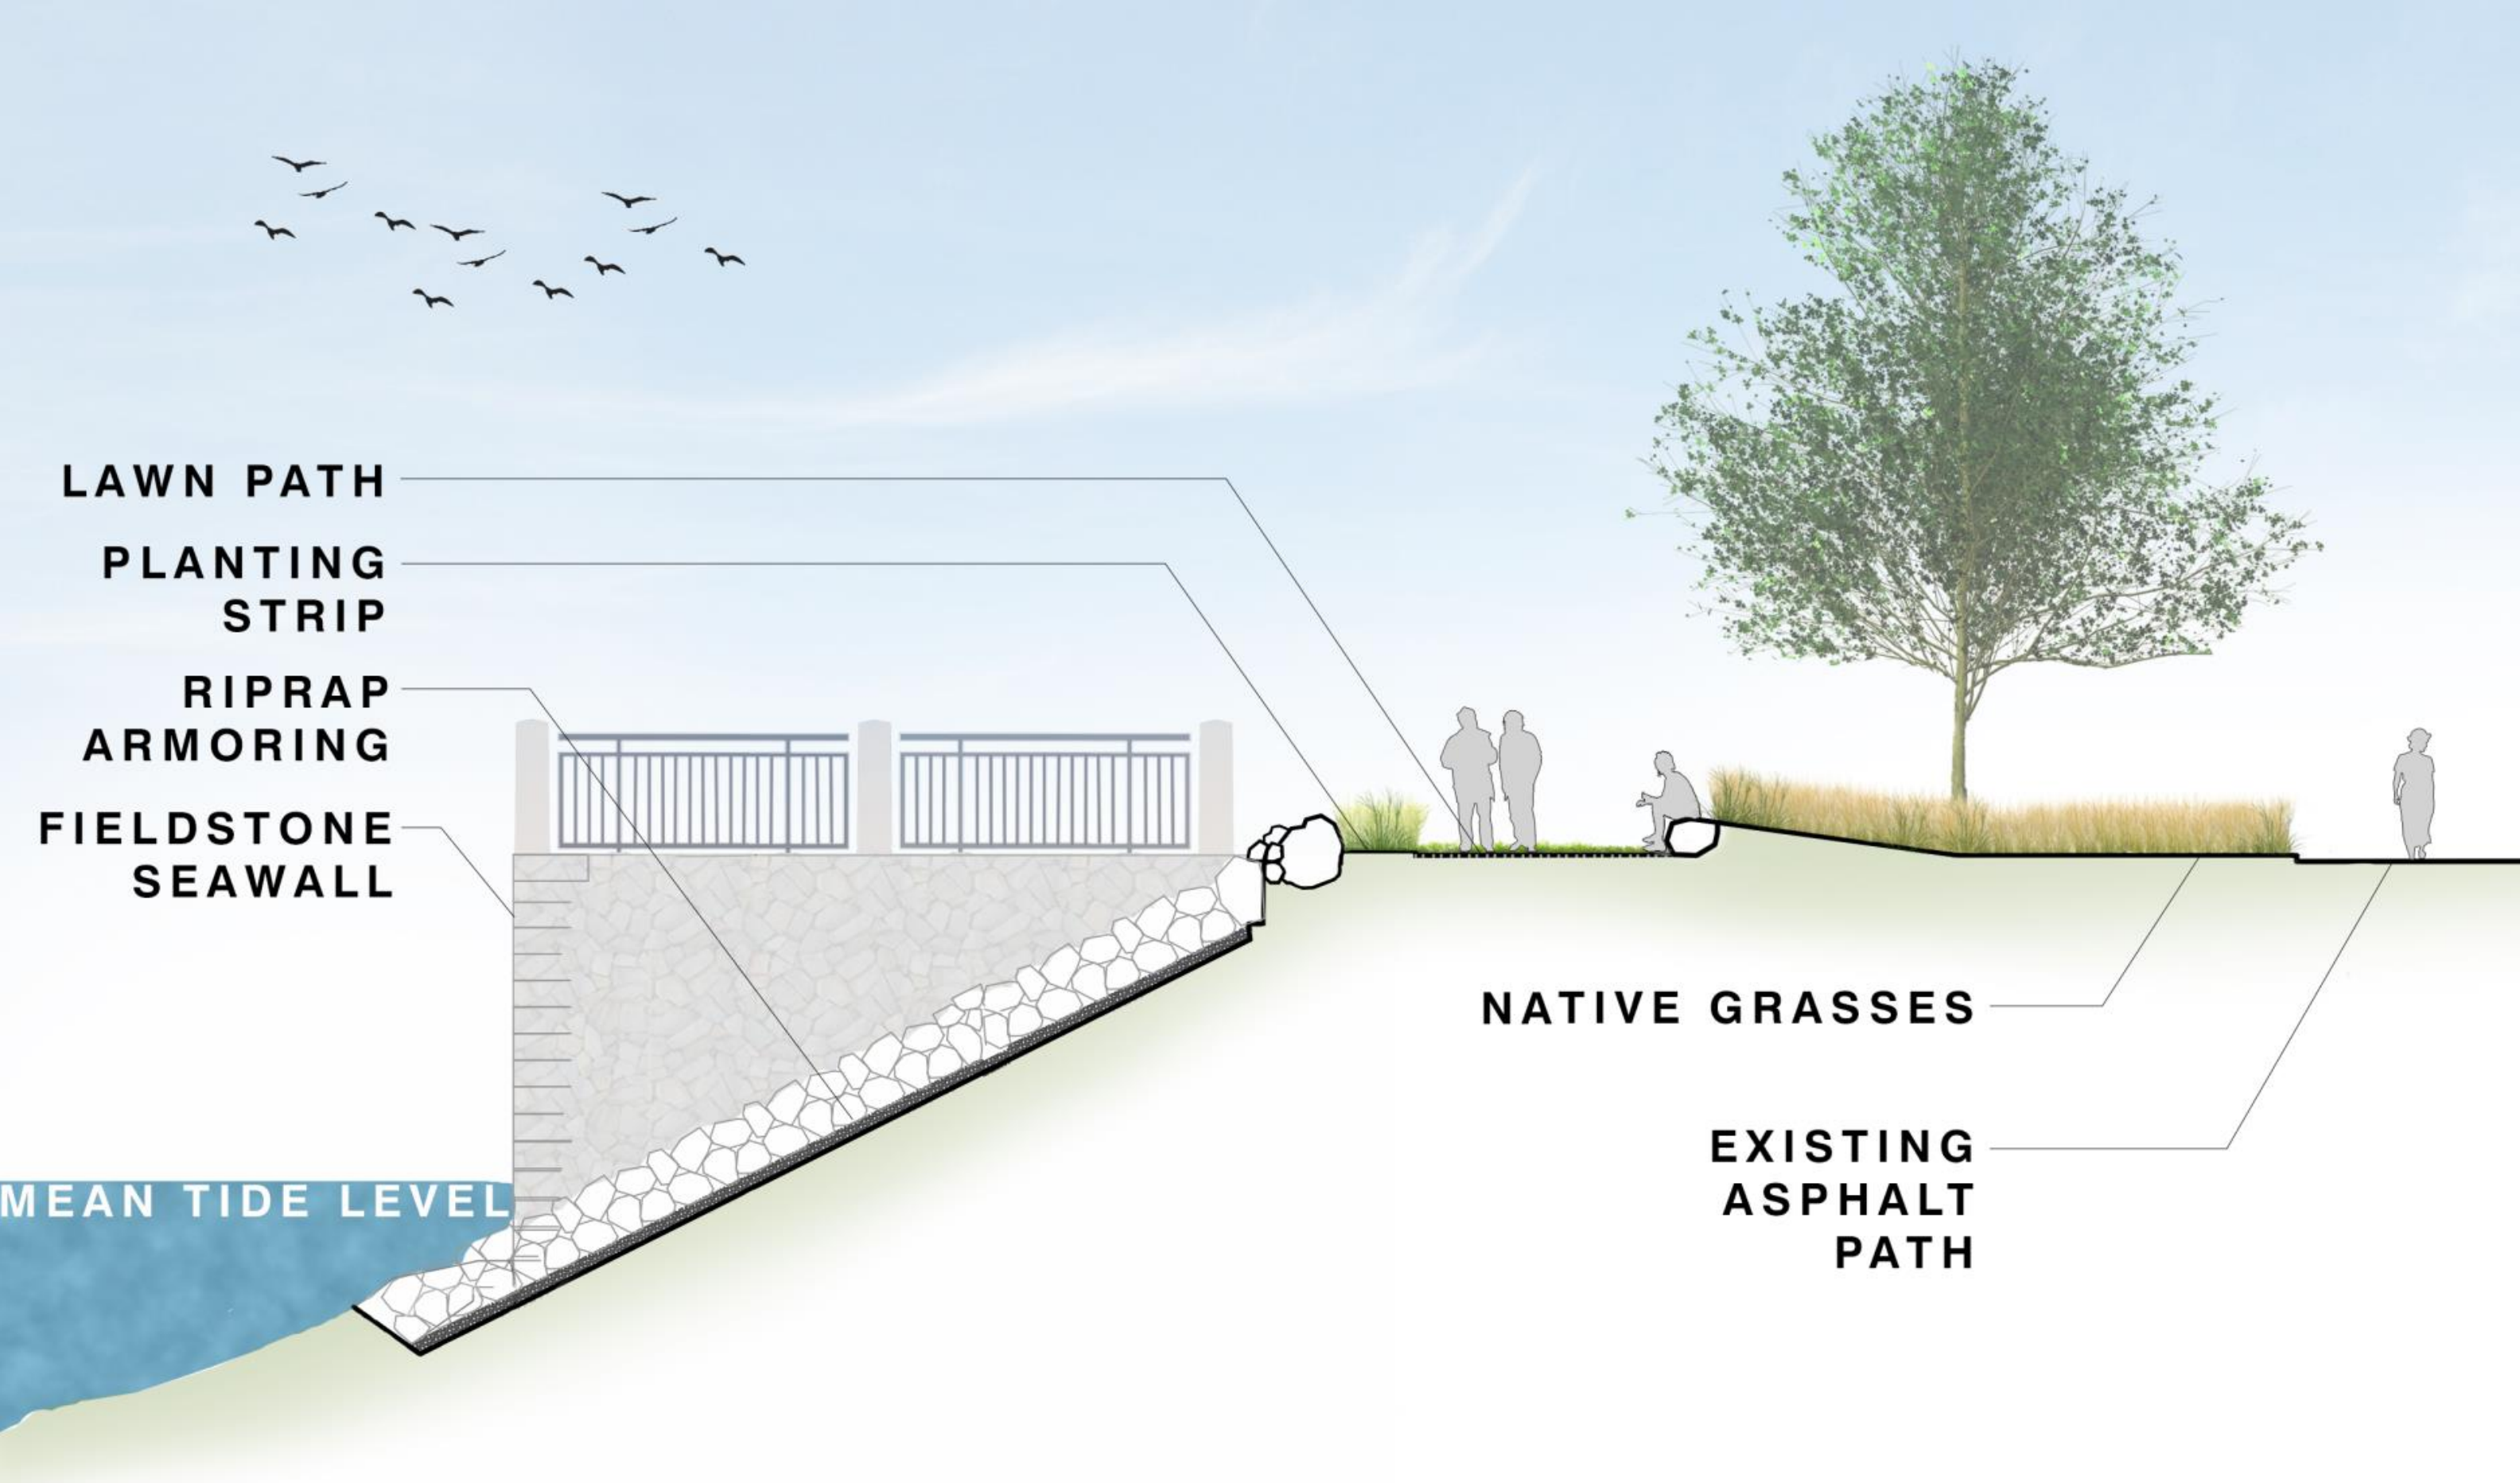 LAWN PATH
PLANTING
STRIP
RIPRAP
ARMORING
FIELDSTONE
SEAWALL
MEAN TIDE LEVEL
NATIVE GRASSES
EXISTING
ASPHALT
PATH